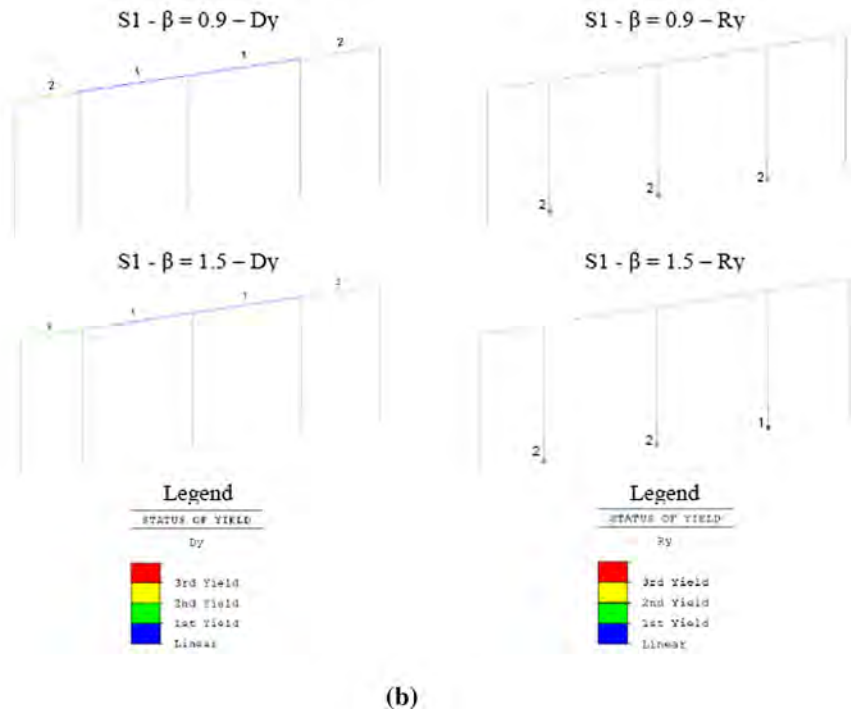 S1 - β = 0.9 – Dy
2 1 1 2
S1 - β = 0.9 – Ry
2 2 2
S1 - β = 1.5 – Dy
1 1
S1 - β = 1.5 – Ry
2 2 1
Legend
STATUS OF YIELD
Dy
3rd Yield
2nd Yield
1st Yield
Linear
Legend
STATUS OF YIELD
Ry
3rd Yield
2nd Yield
1st Yield
Linear
(b)